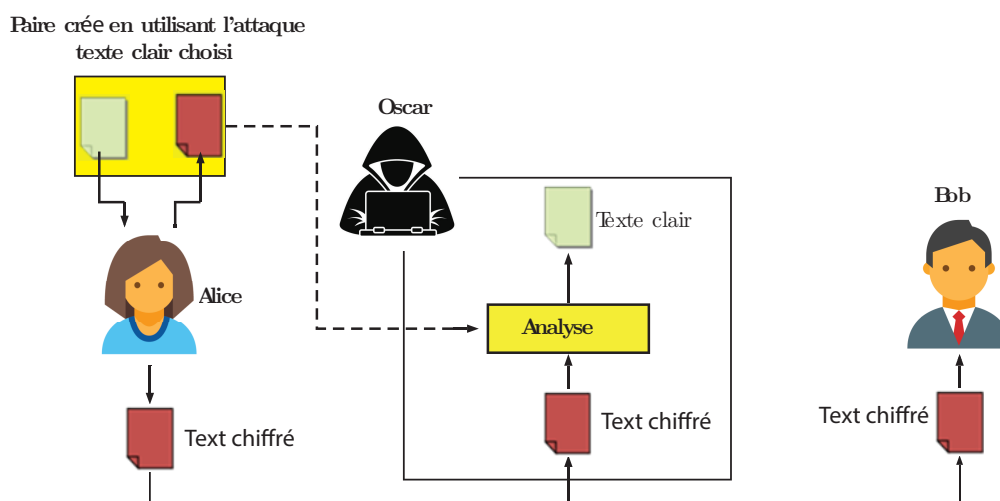 Paire crée en utilisant l'attaque
texte clair choisi
Oscar
Bob
Texte clair
Alice
Analyse
Text chiffré
Text chiffré
Text chiffré